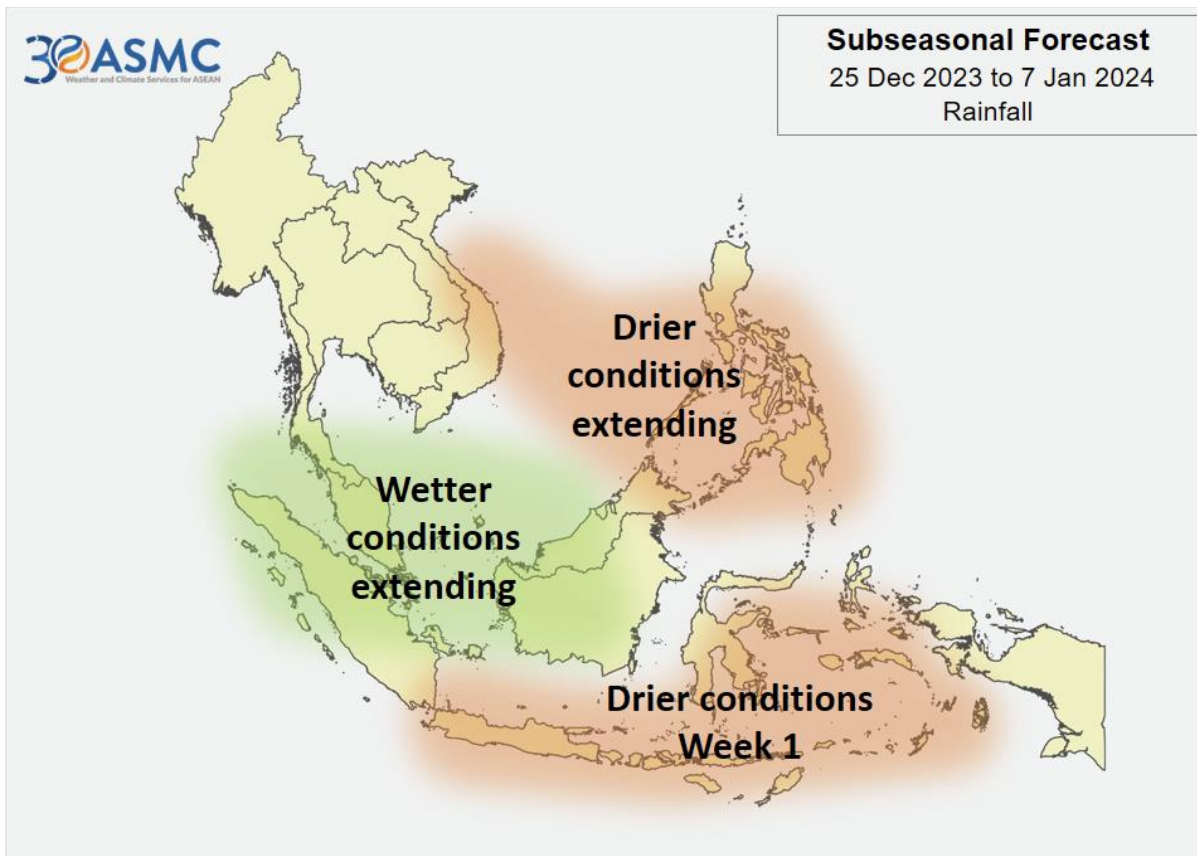 ASMC
Weather and Climate Services for ASEAN
Subseasonal Forecast
25 Dec 2023 to 7 Jan 2024
Rainfall
Drier
conditions
extending
Wetter
conditions
extending
Drier conditions
Week 1